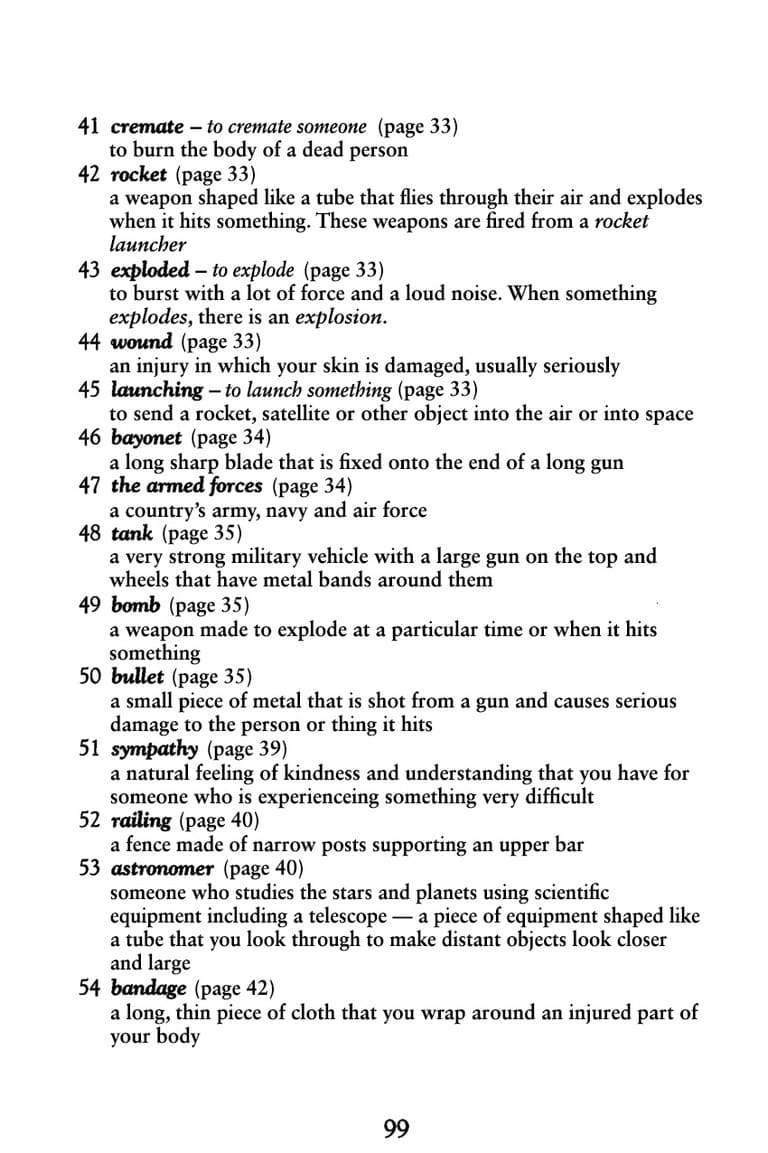 41 cremate – to cremate someone (page 33)
to burn the body of a dead person
42 rocket (page 33)
a weapon shaped like a tube that flies through their air and explodes
when it hits something. These weapons are fired from a rocket
launcher
43 exploded – to explode (page 33)
to burst with a lot of force and a loud noise. When something
explodes, there is an explosion.
44 wound (page 33)
an injury in which your skin is damaged, usually seriously
45 launching – to launch something (page 33)
to send a rocket, satellite or other object into the air or into space
46 bayonet (page 34)
a long sharp blade that is fixed onto the end of a long gun
47 the armed forces (page 34)
a country's army, navy and air force
48 tank (page 35)
a very strong military vehicle with a large gun on the top and
wheels that have metal bands around them
49 bomb (page 35)
a weapon made to explode at a particular time or when it hits
something
50 bullet (page 35)
a small piece of metal that is shot from a gun and causes serious
damage to the person or thing it hits
51 sympathy (page 39)
a natural feeling of kindness and understanding that you have for
someone who is experienceing something very difficult
52 railing (page 40)
a fence made of narrow posts supporting an upper bar
53 astronomer (page 40)
someone who studies the stars and planets using scientific
equipment including a telescope — a piece of equipment shaped like
a tube that you look through to make distant objects look closer
and large
54 bandage (page 42)
a long, thin piece of cloth that you wrap around an injured part of
your body
99